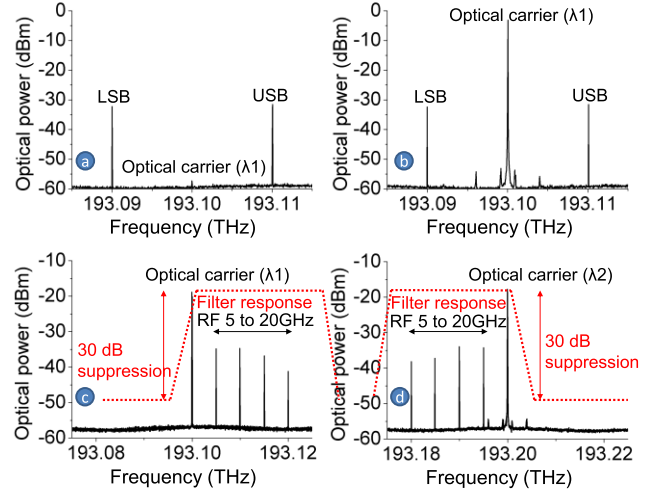 0
-10
-20
-30
-40
-50
-60
Optical power (dBm)
LSB
USB
Optical carrier (λ1)
a
193.09
193.10
193.11
Frequency (THz)
0
-10
-20
-30
-40
-50
-60
Optical power (dBm)
Optical carrier (λ1)
LSB
USB
b
193.09
193.10
193.11
Frequency (THz)
-10
-20
-30
-40
-50
-60
Optical power (dBm)
Optical carrier (λ1)
Filter response
RF 5 to 20GHz
30 dB
suppression
c
193.08
193.10
193.12
Frequency (THz)
-10
-20
-30
-40
-50
-60
Optical power (dBm)
Optical carrier (λ2)
Filter response
RF 5 to 20GHz
30 dB
suppression
d
193.18
193.20
193.22
Frequency (THz)